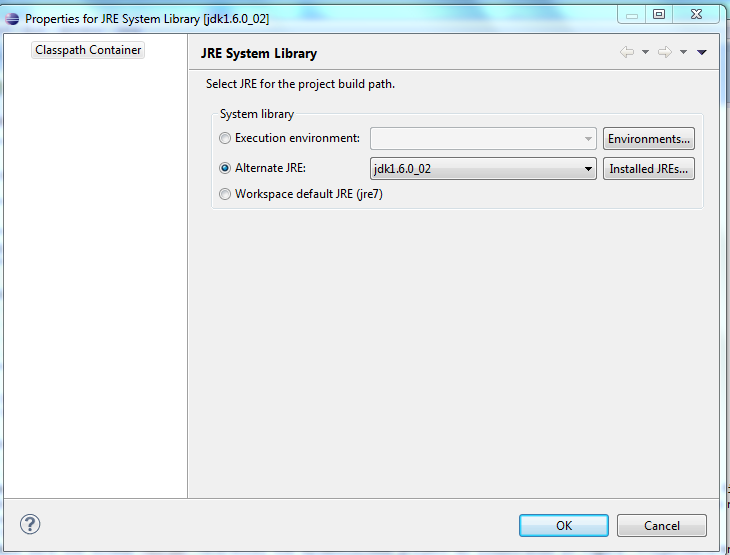 Properties for JRE System Library [jdk1.6.0_02]
Classpath Container
JRE System Library
Select JRE for the project build path.
System library
Execution environment:
Environments...
Alternate JRE:
jdk1.6.0_02
Installed JREs...
Workspace default JRE (jre7)
OK
Cancel